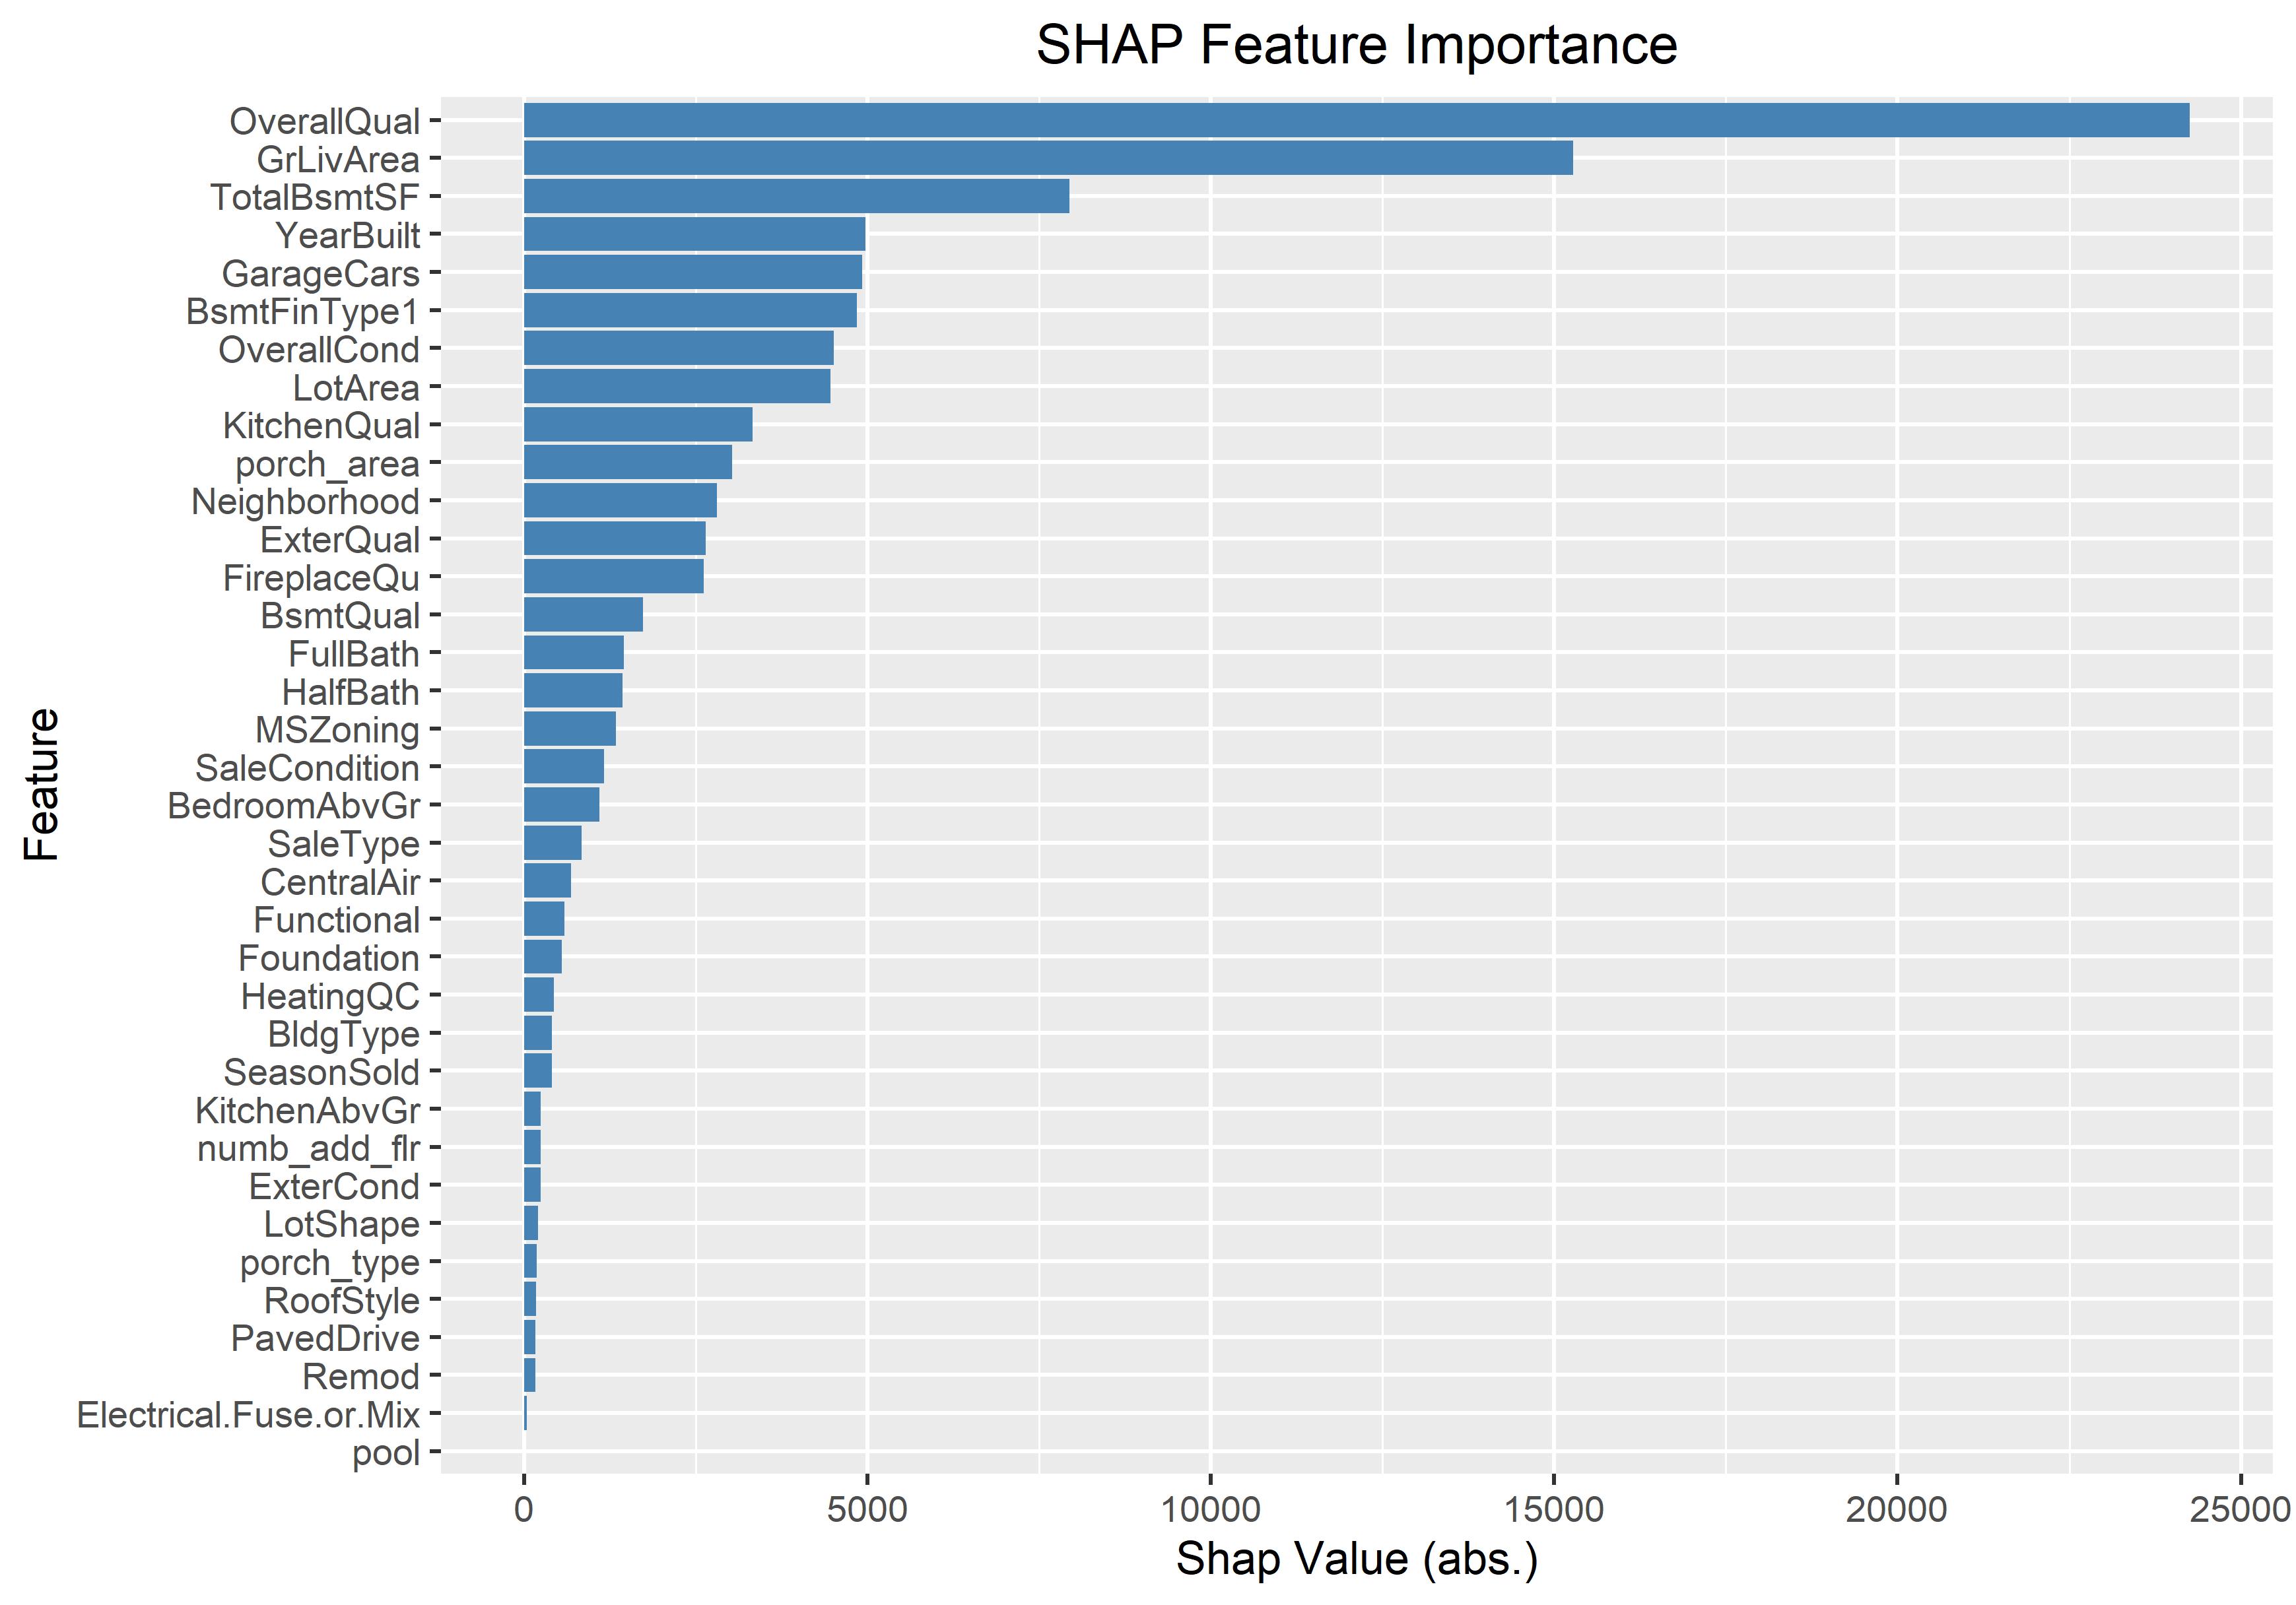 SHAP Feature Importance
OverallQual
GrLivArea
TotalBsmtSF
YearBuilt
GarageCars
BsmtFinType1
OverallCond
LotArea
KitchenQual
porch_area
Neighborhood
ExterQual
FireplaceQu
BsmtQual
FullBath
HalfBath
MSZoning
SaleCondition
BedroomAbvGr
SaleType
CentralAir
Functional
Foundation
HeatingQC
BldgType
SeasonSold
KitchenAbvGr
numb_add_flr
ExterCond
LotShape
porch_type
RoofStyle
PavedDrive
Remod
Electrical.Fuse.or.Mix
pool
Feature
0 5000 10000 15000 20000 25000
Shap Value (abs.)